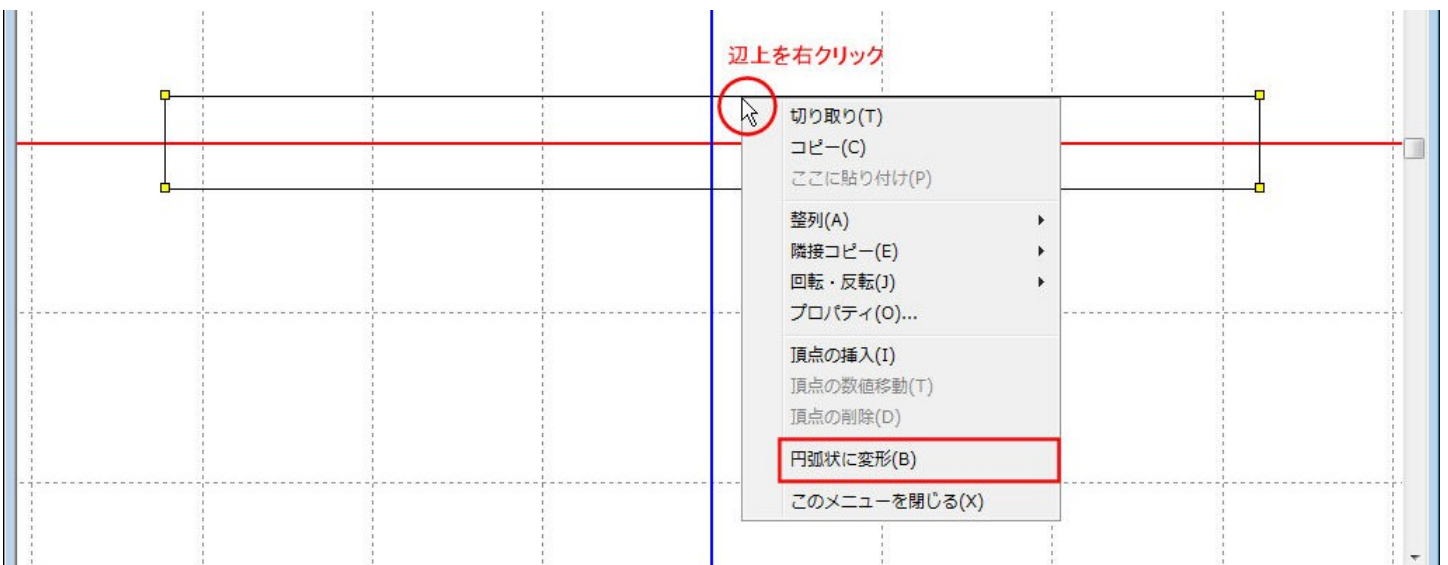 辺上を右クリック
切り取り(T)
コピー(C)
ここに貼り付け(P)
整列(A)
隣接コピー(E)
回転・反転(J)
プロパティ(O)...
頂点の挿入(I)
頂点の数値移動(T)
頂点の削除(D)
円弧状に変形(B)
このメニューを閉じる(X)